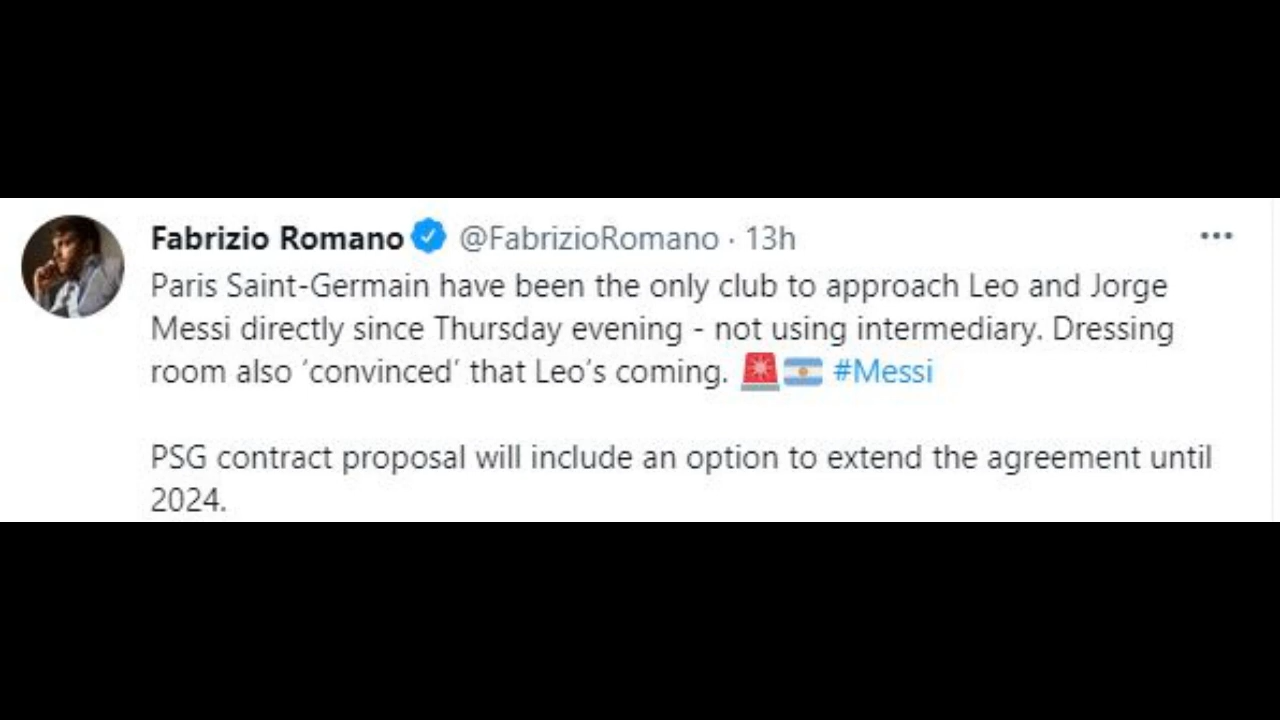 Fabrizio Romano @FabrizioRomano · 13h
Paris Saint-Germain have been the only club to approach Leo and Jorge
Messi directly since Thursday evening - not using intermediary. Dressing
room also ‘convinced’ that Leo’s coming. 🚨🇦🇷 #Messi
PSG contract proposal will include an option to extend the agreement until
2024.